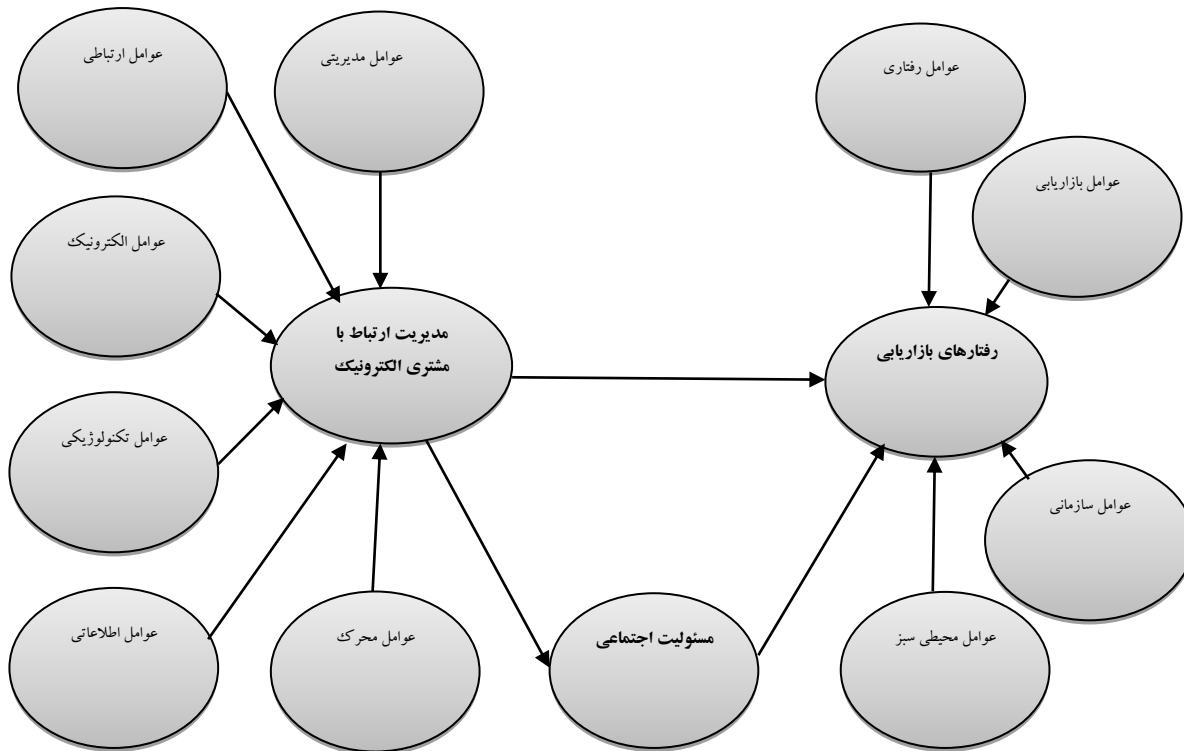 عوامل ارتباطی
عوامل مدیریتی
عوامل رفتاری
عوامل بازاریابی
عوامل الکترونیک
مدیریت ارتباط با
مشتری الکترونیک
رفتارهای بازاریابی
عوامل تکنولوژیکی
عوامل سازمانی
عوامل اطلاعاتی
عوامل محرک
مسئولیت اجتماعی
عوامل محیطی سبز